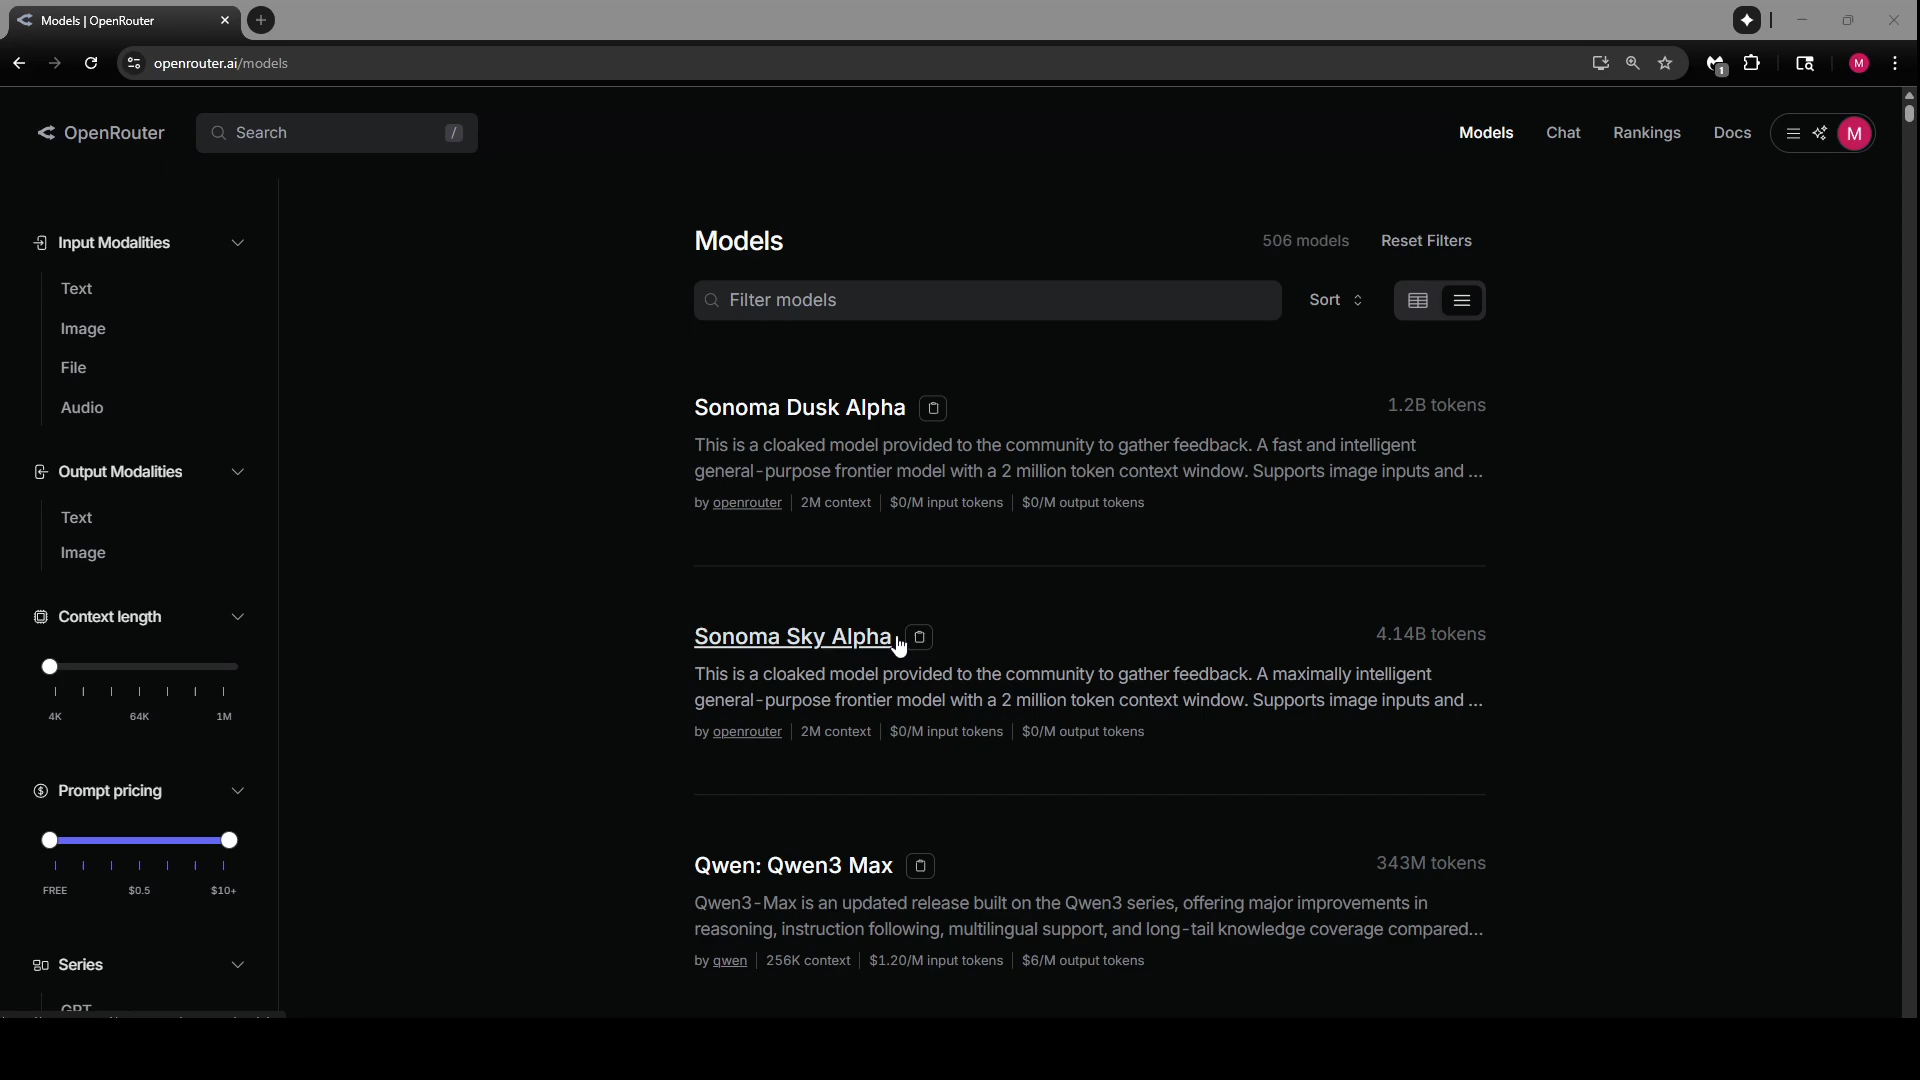 Models | OpenRouter
openrouter.ai/models
1
M
OpenRouter
Search
/
Models
Chat
Rankings
Docs
M
Input Modalities
Text
Image
File
Audio
Output Modalities
Text
Image
Context length
4K
64K
1M
Prompt pricing
FREE
$0.5
$10+
Series
GPT
Models
506 models
Reset Filters
Filter models
Sort
Sonoma Dusk Alpha
1.2B tokens
This is a cloaked model provided to the community to gather feedback. A fast and intelligent
general-purpose frontier model with a 2 million token context window. Supports image inputs and ...
by openrouter
2M context
$0/M input tokens
$0/M output tokens
Sonoma Sky Alpha
4.14B tokens
This is a cloaked model provided to the community to gather feedback. A maximally intelligent
general-purpose frontier model with a 2 million token context window. Supports image inputs and ...
by openrouter
2M context
$0/M input tokens
$0/M output tokens
Qwen: Qwen3 Max
343M tokens
Qwen3-Max is an updated release built on the Qwen3 series, offering major improvements in
reasoning, instruction following, multilingual support, and long-tail knowledge coverage compared...
by qwen
256K context
$1.20/M input tokens
$6/M output tokens